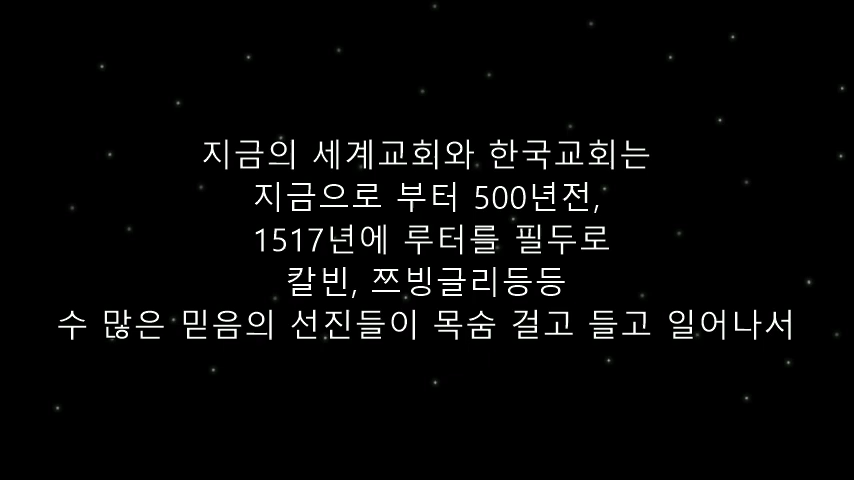 지금의 세계교회와 한국교회는
지금으로 부터 500년전,
1517년에 루터를 필두로
칼빈, 쯔빙글리등등
수 많은 믿음의 선진들이 목숨 걸고 들고 일어나서